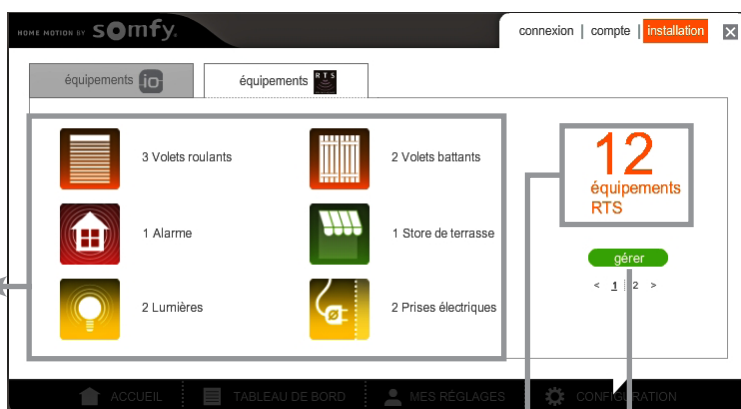 HOME MOTION BY somfy.
connexion | compte | installation
équipements io
équipements RTS
3 Volets roulants
2 Volets battants
1 Alarme
1 Store de terrasse
2 Lumières
2 Prises électriques
12
équipements
RTS
gérer
< 1 2 >
ACCUEIL
TABLEAU DE BORD
MES RÉGLAGES
CONFIGURATION